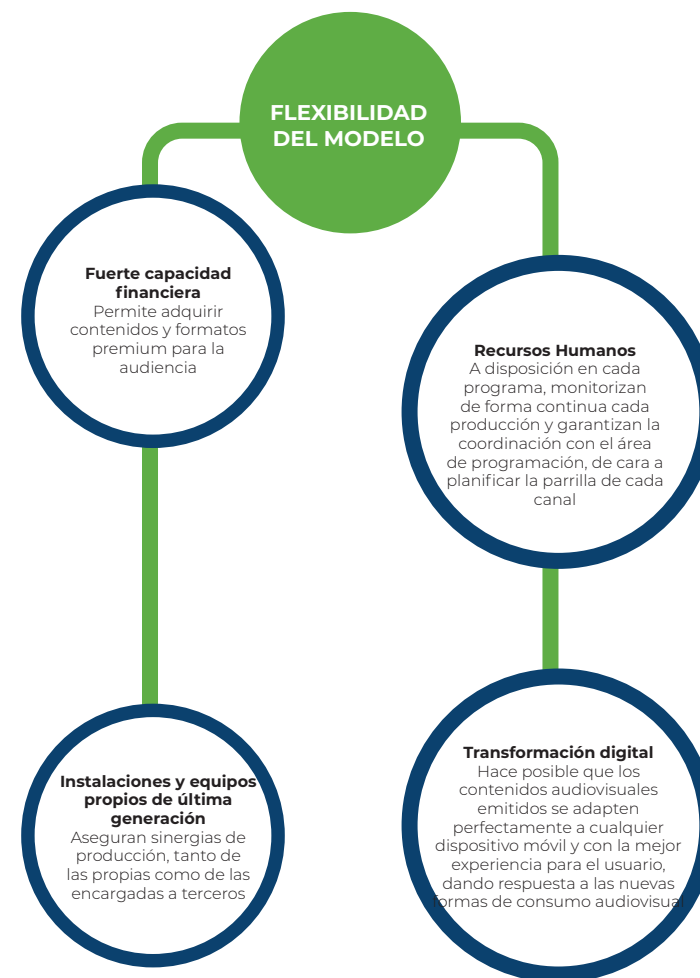 FLEXIBILIDAD
DEL MODELO
Fuerte capacidad
financiera
Permite adquirir
contenidos y formatos
premium para la
audiencia
Recursos Humanos
A disposición en cada
programa, monitorizan
de forma continua cada
producción y garantizan la
coordinación con el área
de programación, de cara a
planificar la parrilla de cada
canal
Instalaciones y equipos
propios de última
generación
Aseguran sinergias de
producción, tanto de
las propias como de las
encargadas a terceros
Transformación digital
Hace posible que los
contenidos audiovisuales
emitidos se adapten
perfectamente a cualquier
dispositivo móvil y con la mejor
experiencia para el usuario,
dando respuesta a las nuevas
formas de consumo audiovisual